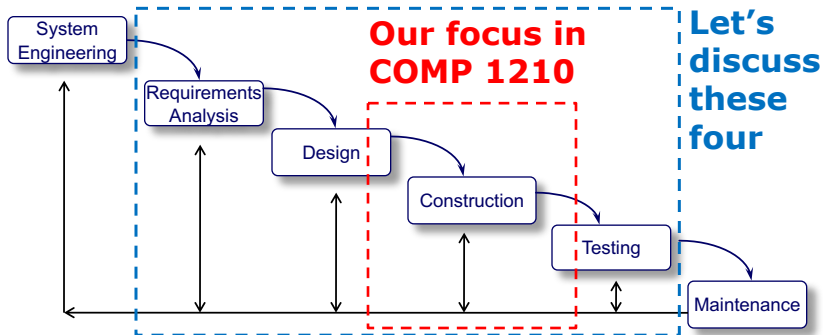 System
Engineering
Our focus in
COMP 1210
Let's
discuss
these
four
Requirements
Analysis
Design
Construction
Testing
Maintenance